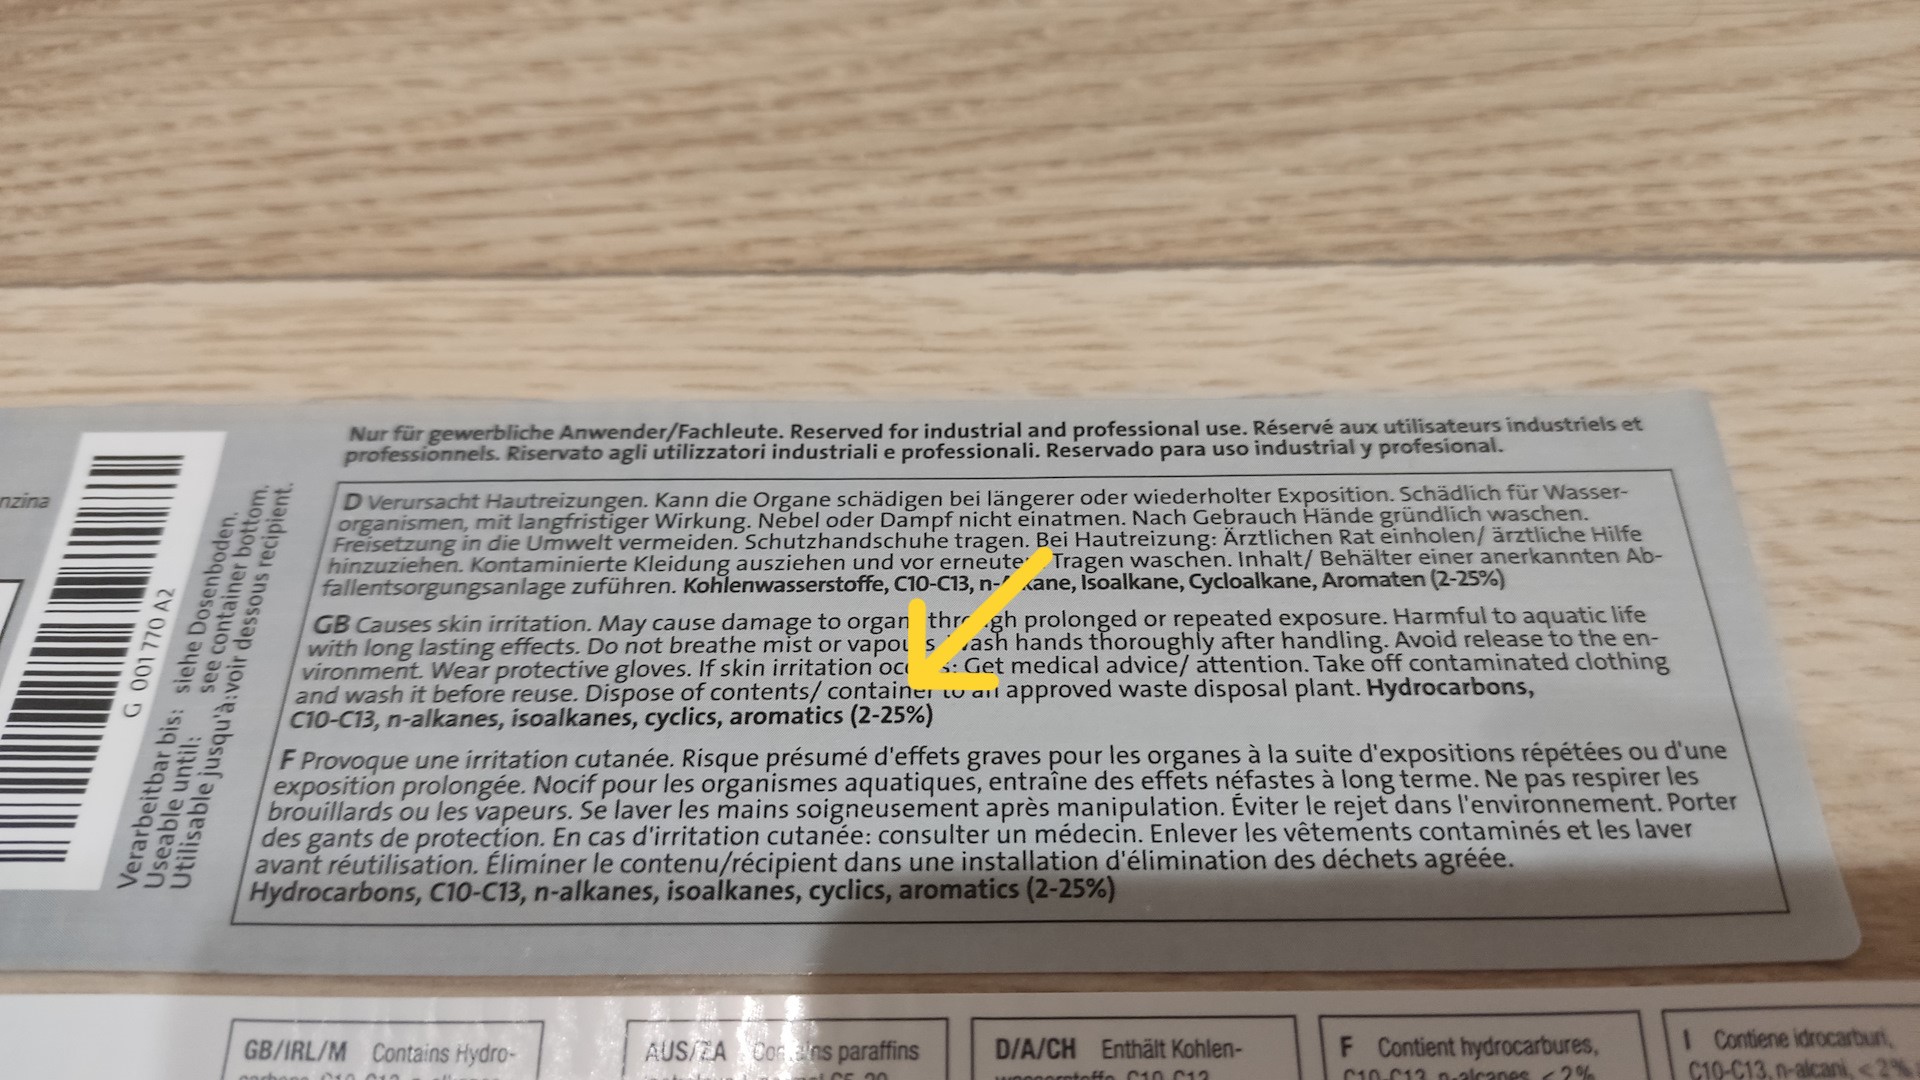 nzina
G 001770 A2
Verarbeitbar bis: siehe Dosenboden.
Useable until: see container bottom.
Utilisable jusqu'à: voir dessous recipient.
Nur für gewerbliche Anwender/Fachleute. Reserved for industrial and professional use. Réservé aux utilisateurs industriels et
professionnels. Riservato agli utilizzatori industriali e professionali. Reservado para uso industrial y profesional.
D Verursacht Hautreizungen. Kann die Organe schädigen bei längerer oder wiederholter Exposition. Schädlich für Wasser-
organismen, mit langfristiger Wirkung. Nebel oder Dampf nicht einatmen. Nach Gebrauch Hände gründlich waschen.
Freisetzung in die Umwelt vermeiden. Schutzhandschuhe tragen. Bei Hautreizung: Ärztlichen Rat einholen/ ärztliche Hilfe
hinzuziehen. Kontaminierte Kleidung ausziehen und vor erneutem Tragen waschen. Inhalt/ Behälter einer anerkannten Ab-
fallentsorgungsanlage zuführen. Kohlenwasserstoffe, C10-C13, n-Alkane, Isoalkane, Cycloalkane, Aromaten (2-25%)
GB Causes skin irritation. May cause damage to organs through prolonged or repeated exposure. Harmful to aquatic life
with long lasting effects. Do not breathe mist or vapours. Wash hands thoroughly after handling. Avoid release to the en-
vironment. Wear protective gloves. If skin irritation occurs: Get medical advice/ attention. Take off contaminated clothing
and wash it before reuse. Dispose of contents/ container to an approved waste disposal plant. Hydrocarbons,
C10-C13, n-alkanes, isoalkanes, cyclics, aromatics (2-25%)
F Provoque une irritation cutanée. Risque présumé d'effets graves pour les organes à la suite d'expositions répétées ou d'une
exposition prolongée. Nocif pour les organismes aquatiques, entraîne des effets néfastes à long terme. Ne pas respirer les
brouillards ou les vapeurs. Se laver les mains soigneusement après manipulation. Éviter le rejet dans l'environnement. Porter
des gants de protection. En cas d'irritation cutanée: consulter un médecin. Enlever les vêtements contaminés et les laver
avant réutilisation. Éliminer le contenu/récipient dans une installation d'élimination des déchets agréée.
Hydrocarbons, C10-C13, n-alkanes, isoalkanes, cyclics, aromatics (2-25%)
GB/IRL/M Contains Hydro-
AUS/ZA Contains paraffins
D/A/CH Enthält Kohlen-
F Contient hydrocarbures,
C10-C13, n-alcanes, < 2%
I Contiene idrocarburi,
C10-C13, n-alcani, < 2%